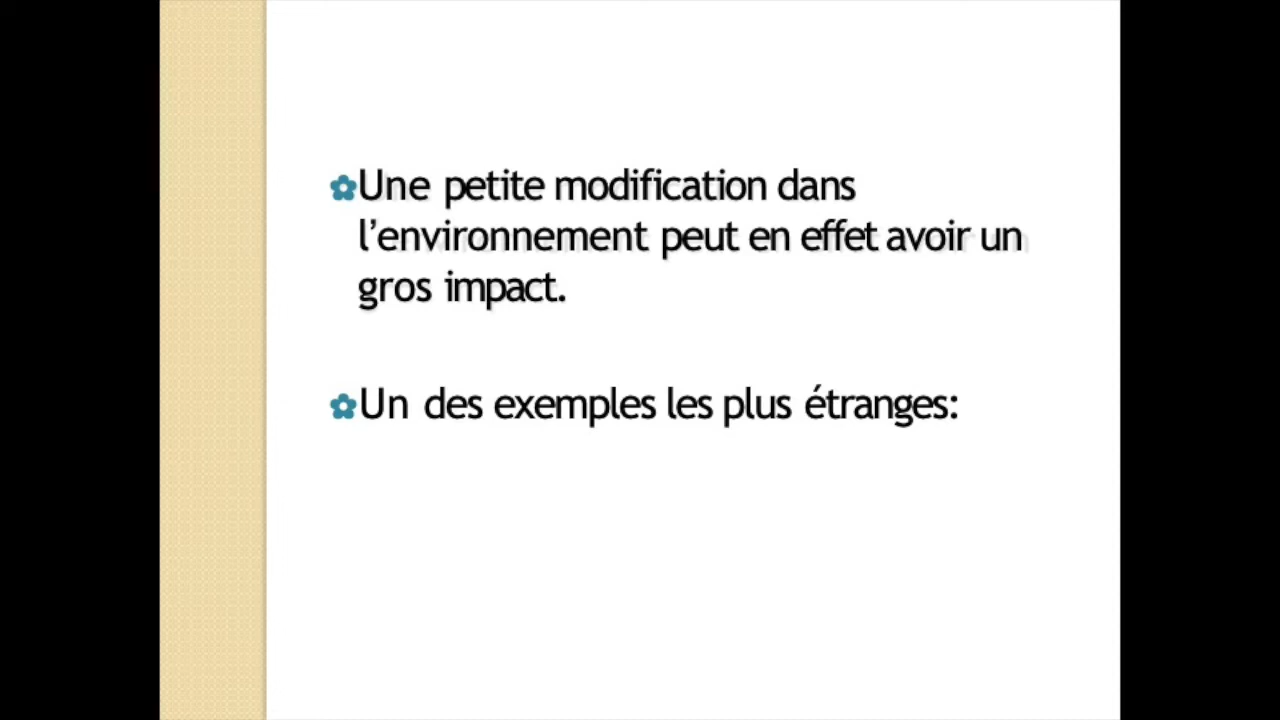 Une petite modification dans
l’environnement peut en effet avoir un
gros impact.
Un des exemples les plus étranges: